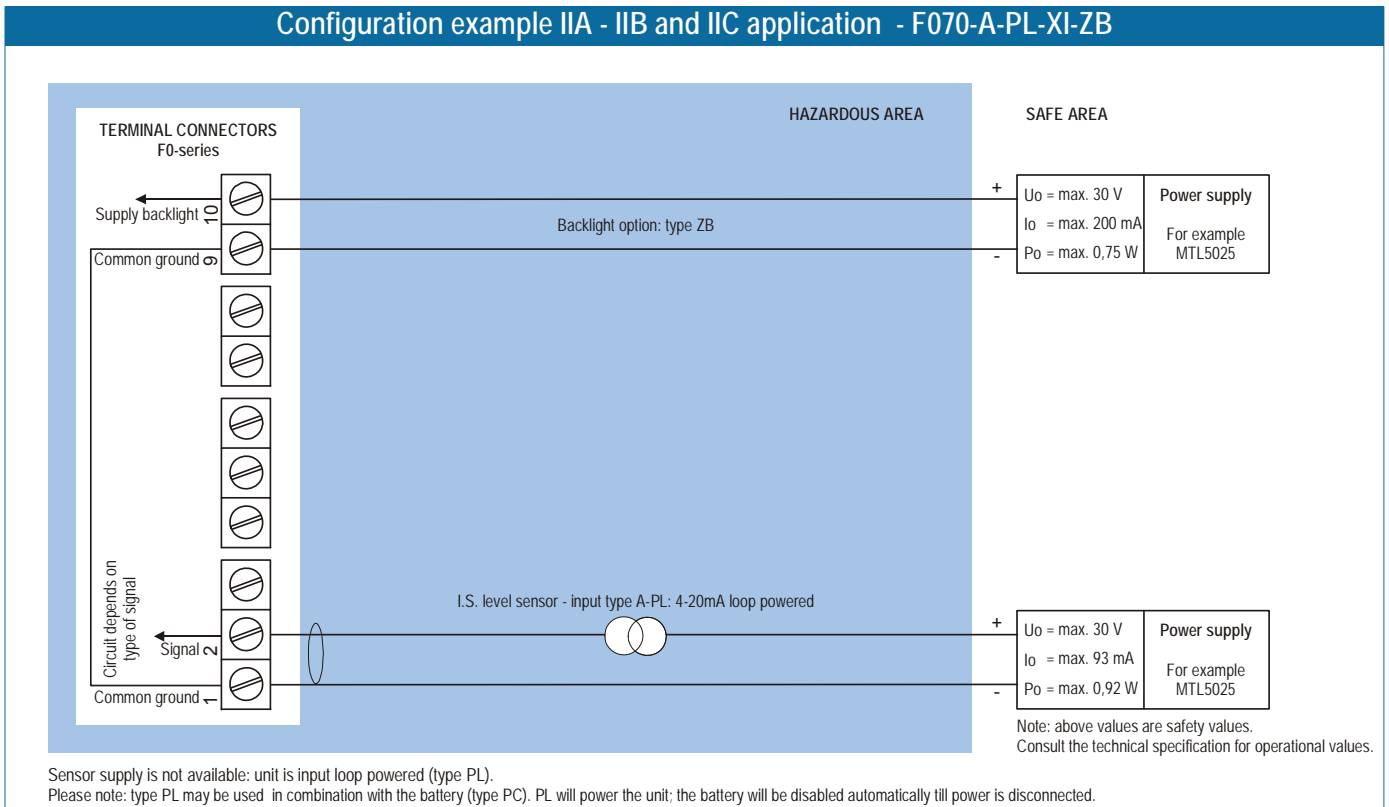 Configuration example IIA - IIB and IIC application - F070-A-PL-XI-ZB
HAZARDOUS AREA
SAFE AREA
TERMINAL CONNECTORS
F0-series
Supply backlight
10
Common ground
9
Backlight option: type ZB
+
-
Uo = max. 30 V
Io = max. 200 mA
Po = max. 0,75 W
Power supply
For example
MTL5025
Circuit depends on
type of signal
Signal
2
Common ground
1
I.S. level sensor - input type A-PL: 4-20mA loop powered
+
-
Uo = max. 30 V
Io = max. 93 mA
Po = max. 0,92 W
Power supply
For example
MTL5025
Note: above values are safety values.
Consult the technical specification for operational values.
Sensor supply is not available: unit is input loop powered (type PL).
Please note: type PL may be used in combination with the battery (type PC). PL will power the unit; the battery will be disabled automatically till power is disconnected.